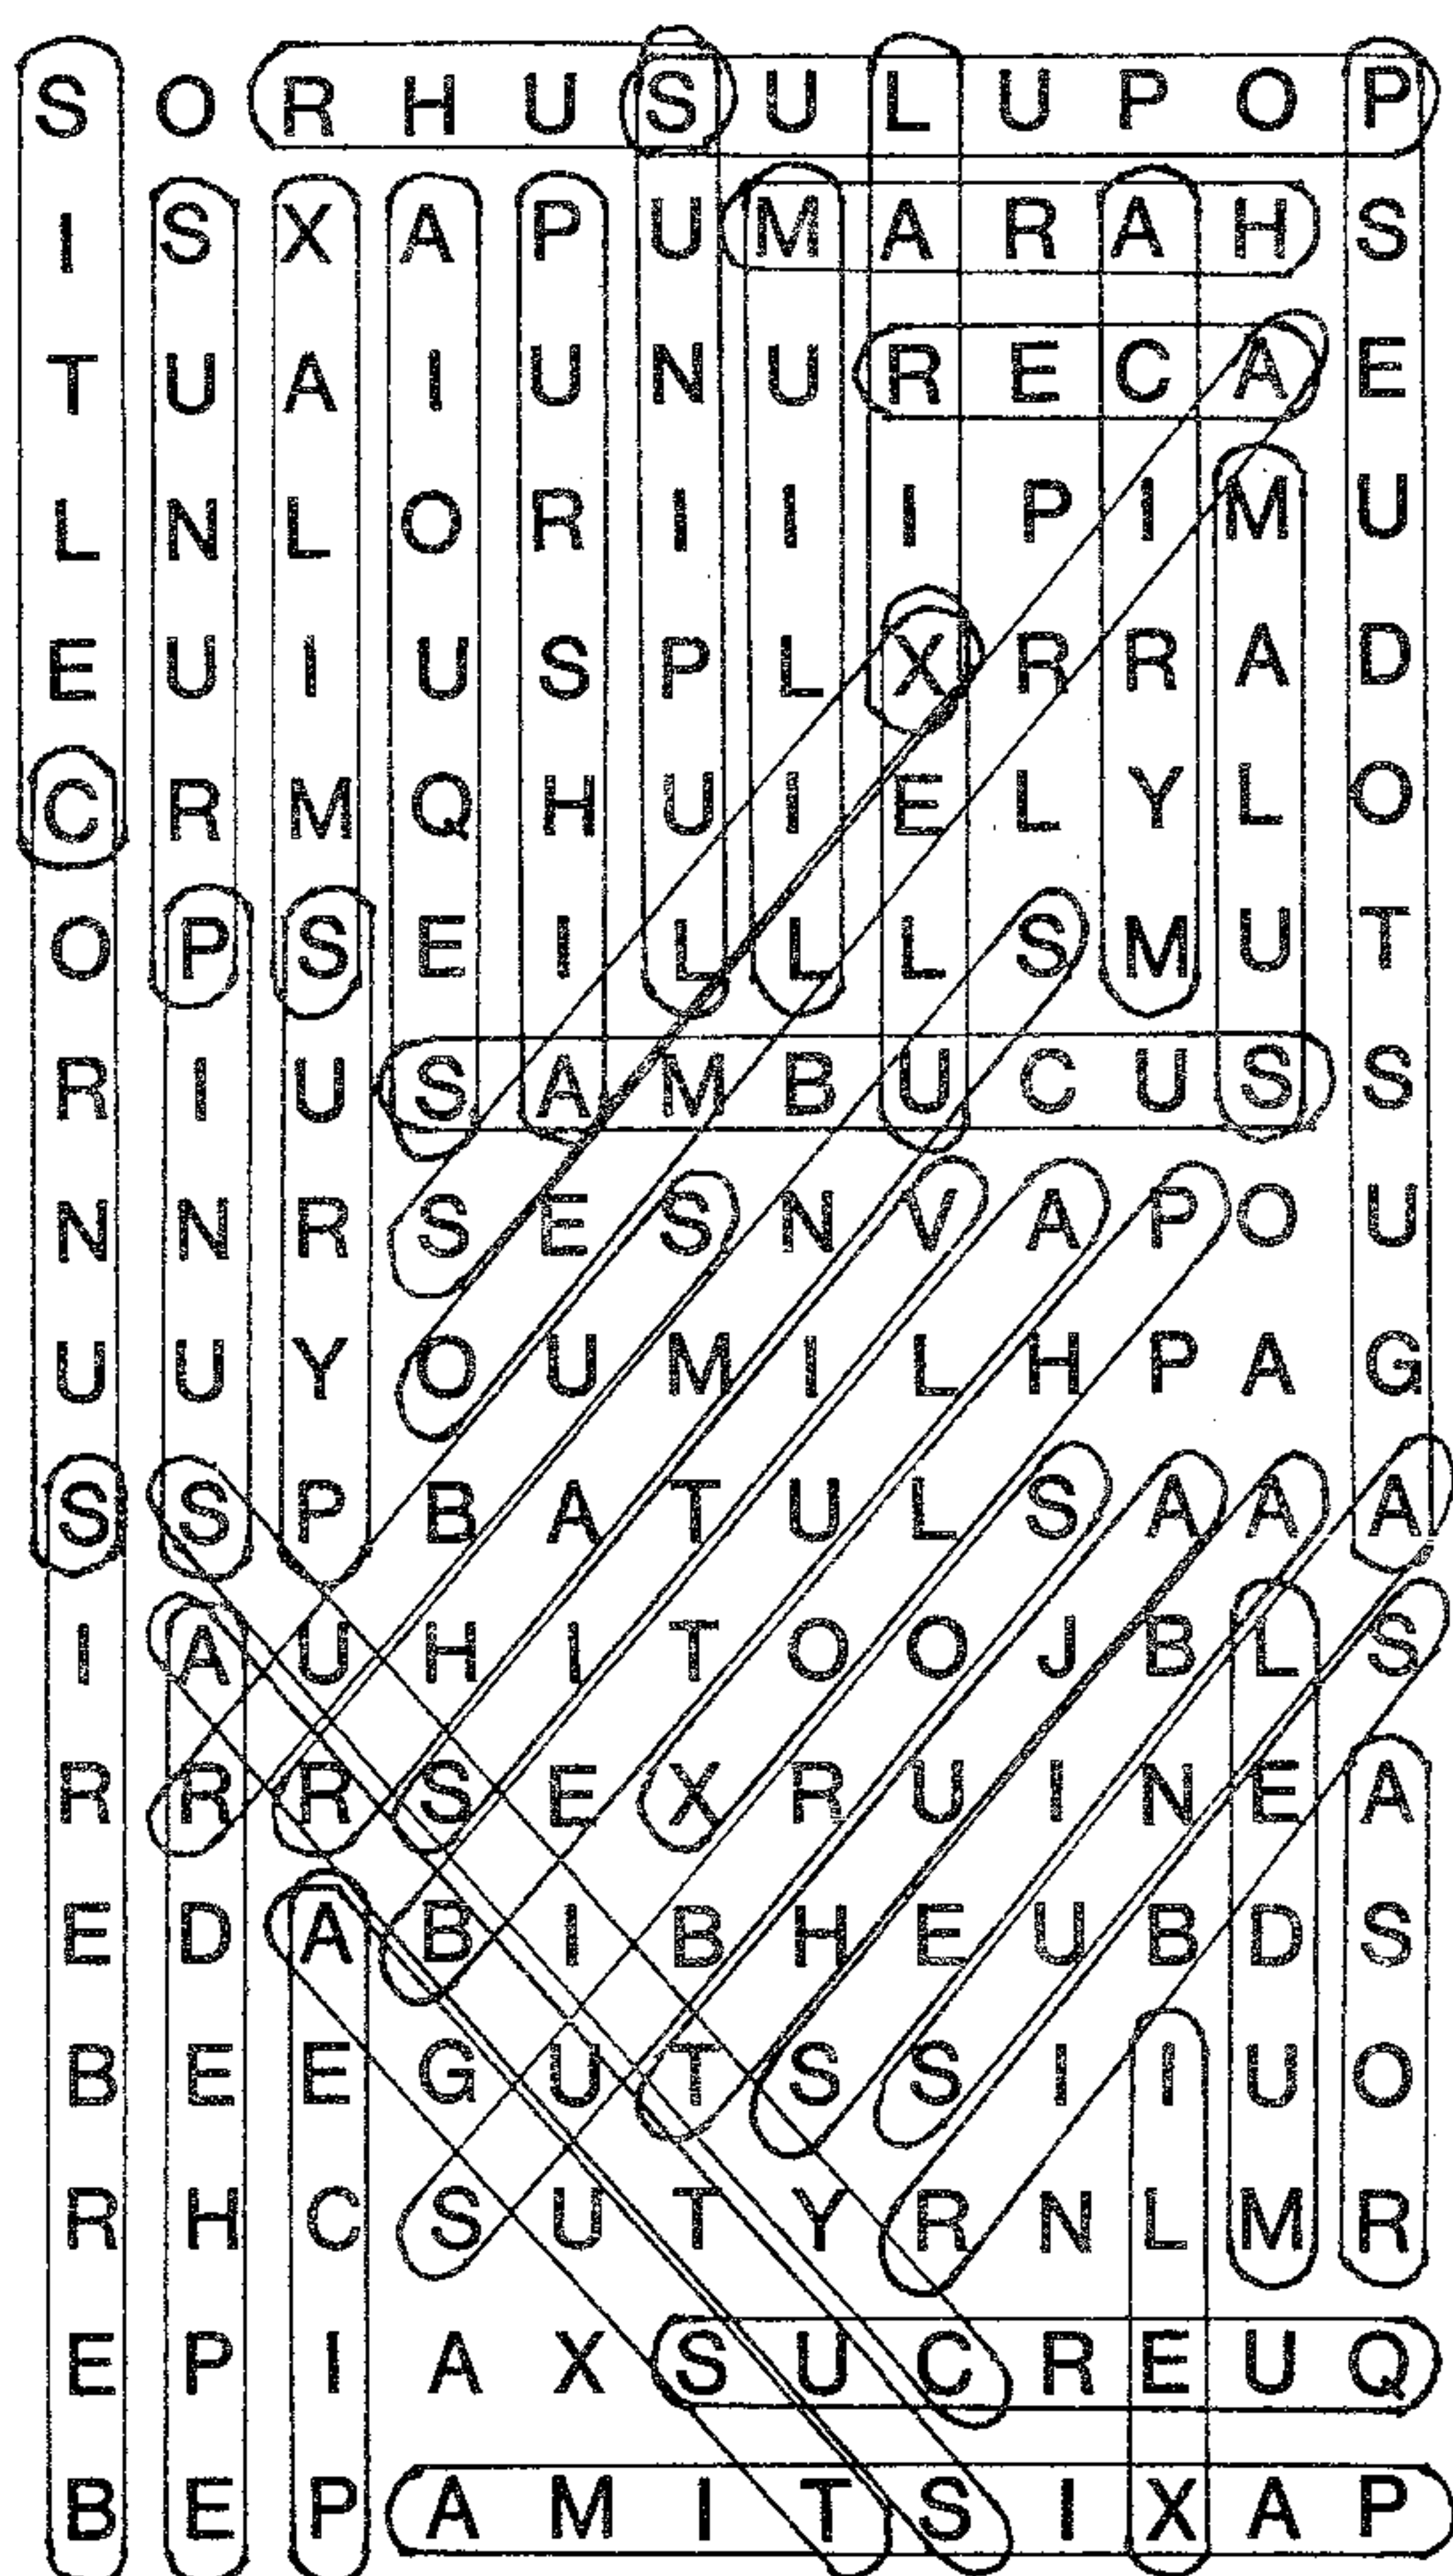 S O R H U S U L U P O P
I S X A P U M A R A H S
T U A I U N U R E C A E
L N L O R I I I P I M U
E U I U S P L X R R A D
C R M Q H U I E L Y L O
O P S E I L L L S M U T
R I U S A M B U C U S S
N N R S E S N V A P O U
U U Y O U M I L H P A G
S S P B A T U L S A A A
I A U H I T O O J B L S
R R R S E X R U I N E A
E D A B I B H E U B D S
B E E G U T S S I I U O
R H C S U T Y R N L M R
E P I A X S U C R E U Q
B E P A M I T S I X A P